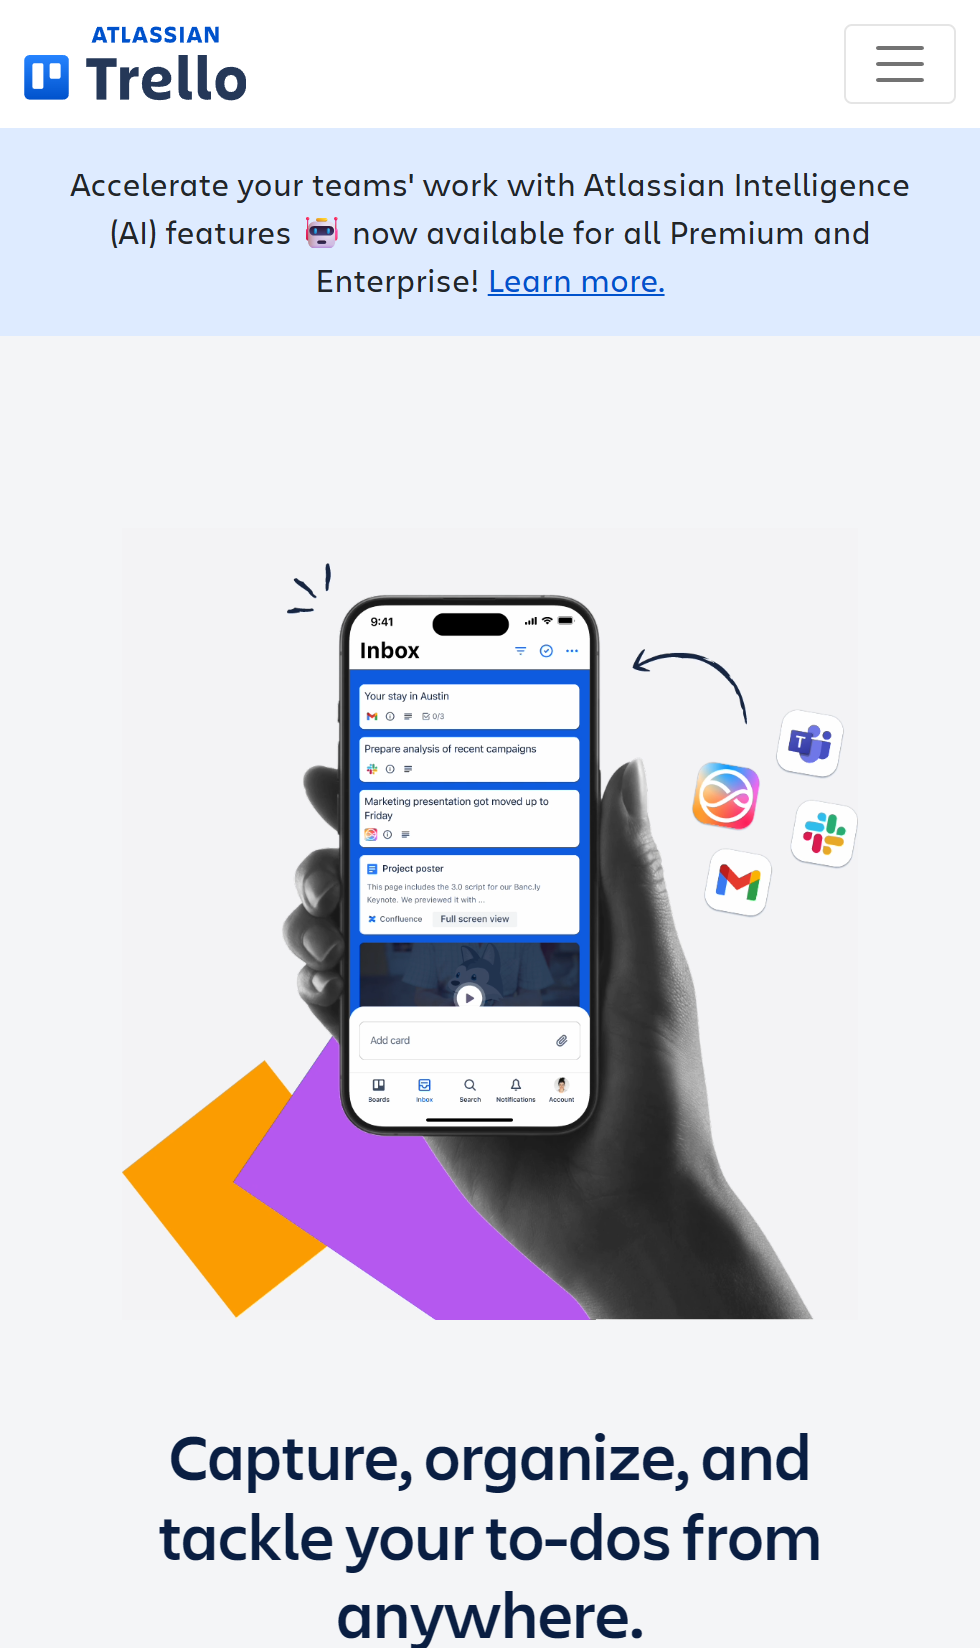 ATLASSIAN
Trello
Accelerate your teams' work with Atlassian Intelligence
(AI) features 🤖 now available for all Premium and
Enterprise! Learn more.
9:41
Inbox
Your stay in Austin
0/3
Prepare analysis of recent campaigns
Marketing presentation got moved up to
Friday
Project poster
This page includes the 3.0 script for our Banc.ly
Keynote. We previewed it with ...
Confluence Full screen view
Add card
Boards Inbox Search Notifications Account
T
Capture, organize, and
tackle your to-dos from
anywhere.